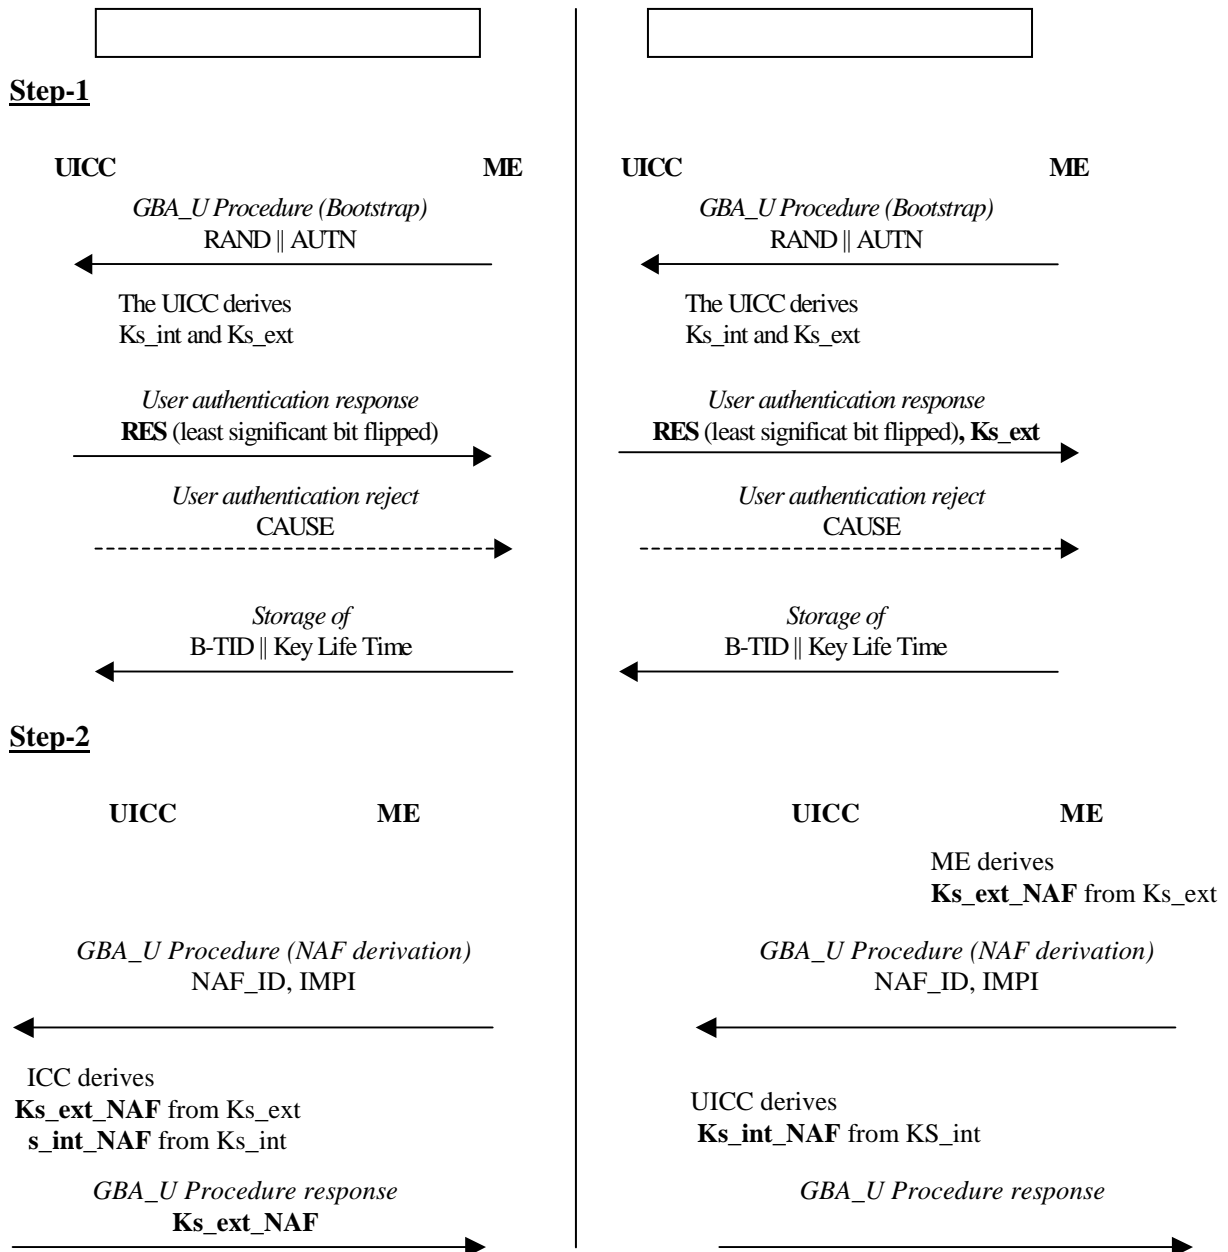 Step-1
UICC ME
GBA_U Procedure (Bootstrap)
RAND || AUTN
The UICC derives
Ks_int and Ks_ext
User authentication response
RES (least significant bit flipped)
User authentication reject
CAUSE
Storage of
B-TID || Key Life Time
UICC ME
GBA_U Procedure (Bootstrap)
RAND || AUTN
The UICC derives
Ks_int and Ks_ext
User authentication response
RES (least significat bit flipped), Ks_ext
User authentication reject
CAUSE
Storage of
B-TID || Key Life Time
Step-2
UICC ME
GBA_U Procedure (NAF derivation)
NAF_ID, IMPI
ICC derives
Ks_ext_NAF from Ks_ext
s_int_NAF from Ks_int
GBA_U Procedure response
Ks_ext_NAF
UICC ME
ME derives
Ks_ext_NAF from Ks_ext
GBA_U Procedure (NAF derivation)
NAF_ID, IMPI
UICC derives
Ks_int_NAF from KS_int
GBA_U Procedure response